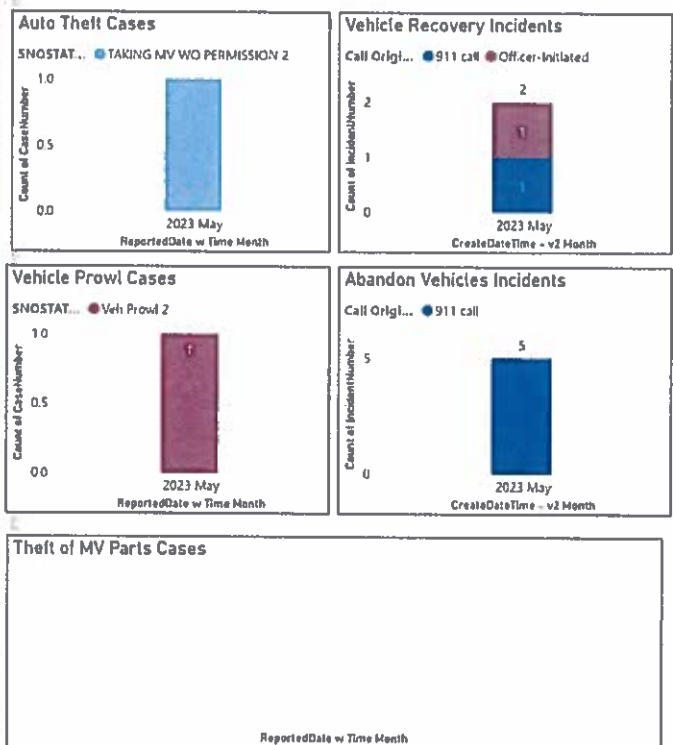 Auto Theft Cases
SNOSTAT... TAKING MV WO PERMISSION 2
1.0
0.5
0.0
Count of CaseNumber
2023 May
ReportedDate w Time Month
Vehicle Recovery Incidents
Call Origi... 911 call Officer-Initiated
2
2
1
1
1
0
Count of IncidentNumber
2023 May
CreateDateTime - v2 Month
Vehicle Prowl Cases
SNOSTAT... Veh Prowl 2
1.0
1
0.5
0.0
Count of CaseNumber
2023 May
ReportedDate w Time Month
Abandon Vehicles Incidents
Call Origi... 911 call
5
5
0
Count of IncidentNumber
2023 May
CreateDateTime - v2 Month
Theft of MV Parts Cases
ReportedDate w Time Month